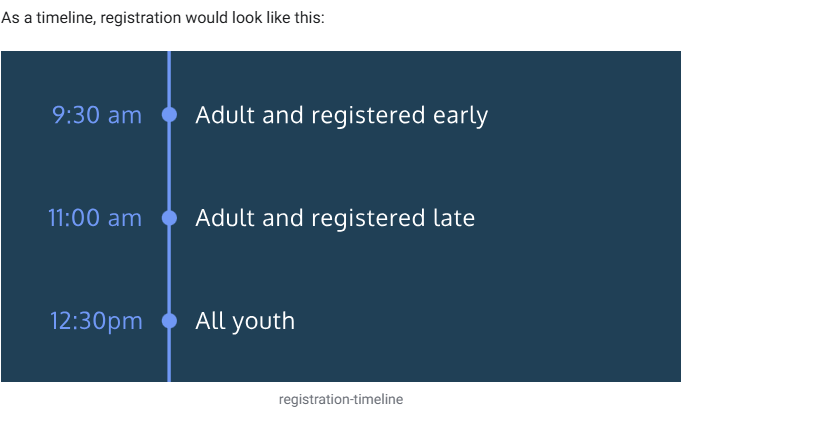 As a timeline, registration would look like this:
9:30 am Adult and registered early
11:00 am Adult and registered late
12:30pm All youth
registration-timeline